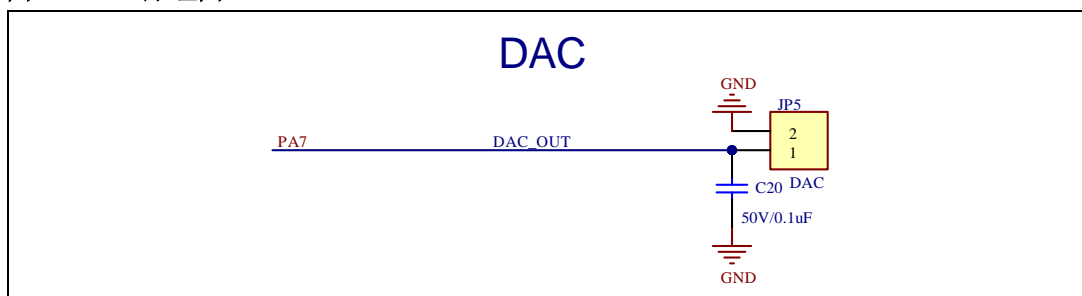 DAC
GND
JP5
PA7
DAC_OUT
2
1
C20
DAC
50V/0.1uF
GND